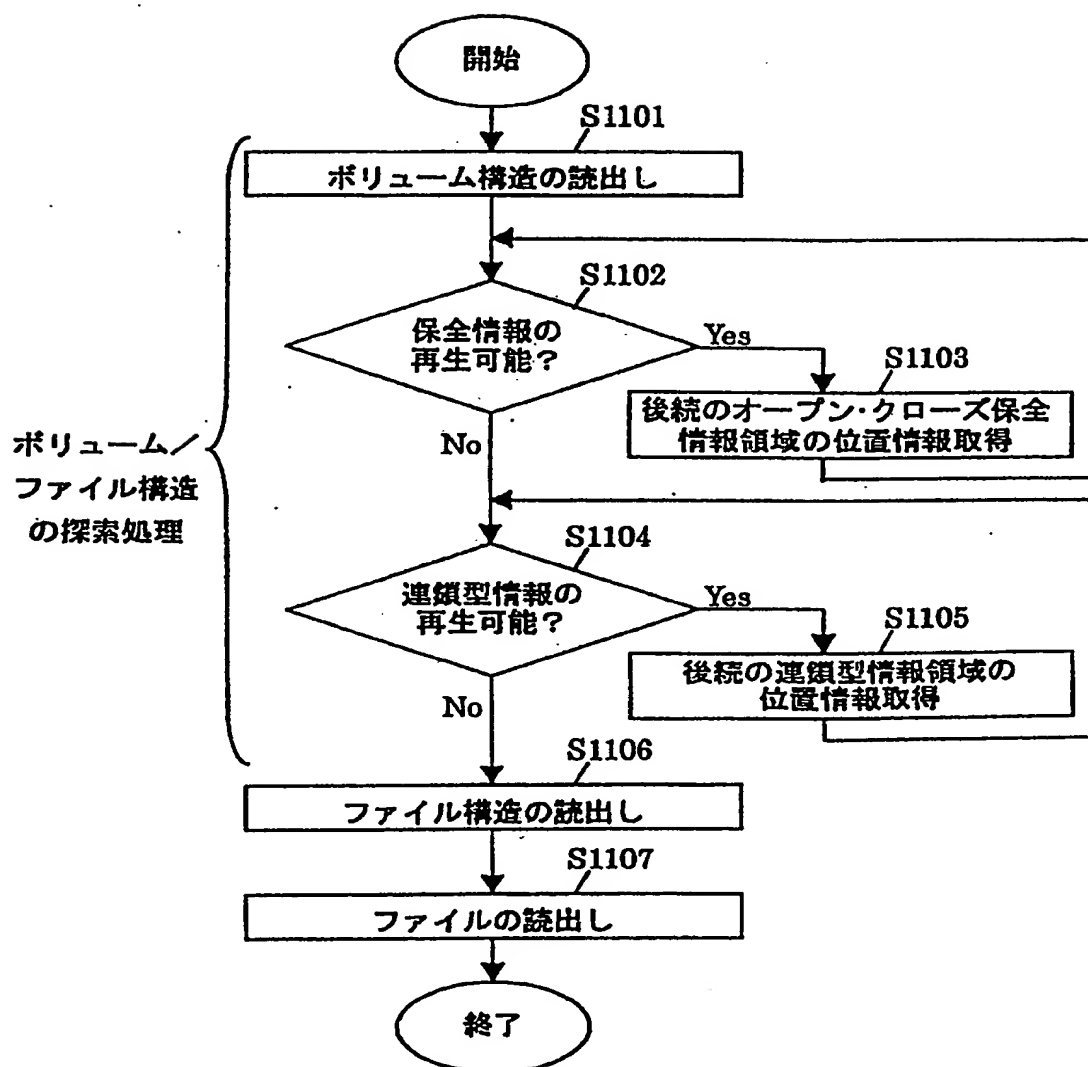 開始
S1101
ボリューム構造の読出し
S1102
保全情報の
再生可能？
Yes
S1103
後続のオープン・クローズ保全
情報領域の位置情報取得
No
ボリューム／
ファイル構造
の探索処理
S1104
連鎖型情報の
再生可能？
Yes
S1105
後続の連鎖型情報領域の
位置情報取得
No
S1106
ファイル構造の読出し
S1107
ファイルの読出し
終了